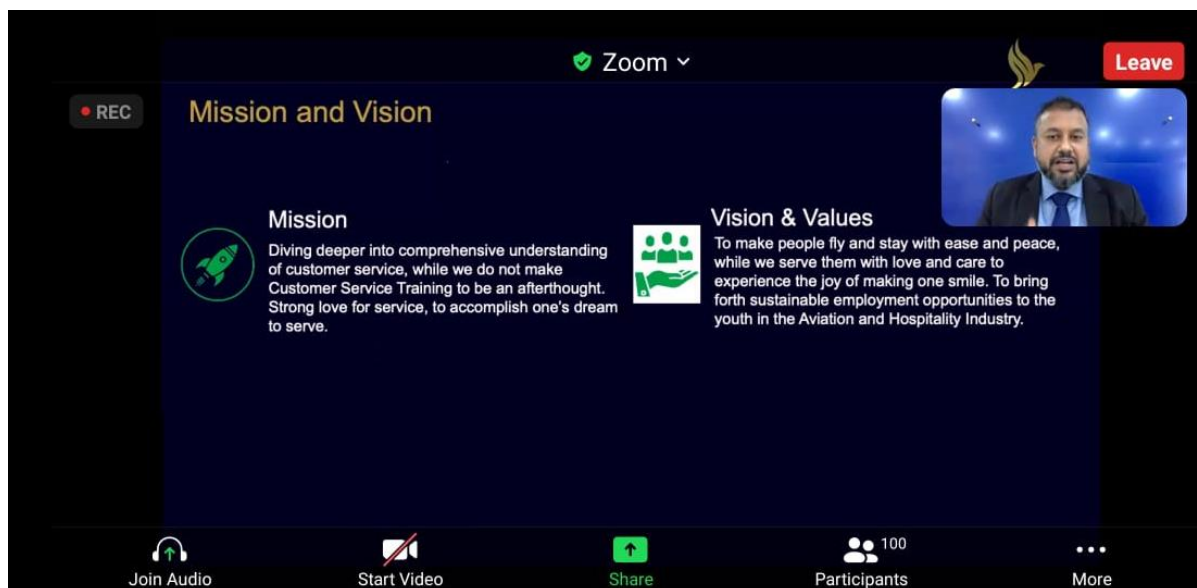 Zoom
Leave
REC
Mission and Vision
Mission
Diving deeper into comprehensive understanding
of customer service, while we do not make
Customer Service Training to be an afterthought.
Strong love for service, to accomplish one's dream
to serve.
Vision & Values
To make people fly and stay with ease and peace,
while we serve them with love and care to
experience the joy of making one smile. To bring
forth sustainable employment opportunities to the
youth in the Aviation and Hospitality Industry.
100
Join Audio
Start Video
Share
Participants
More